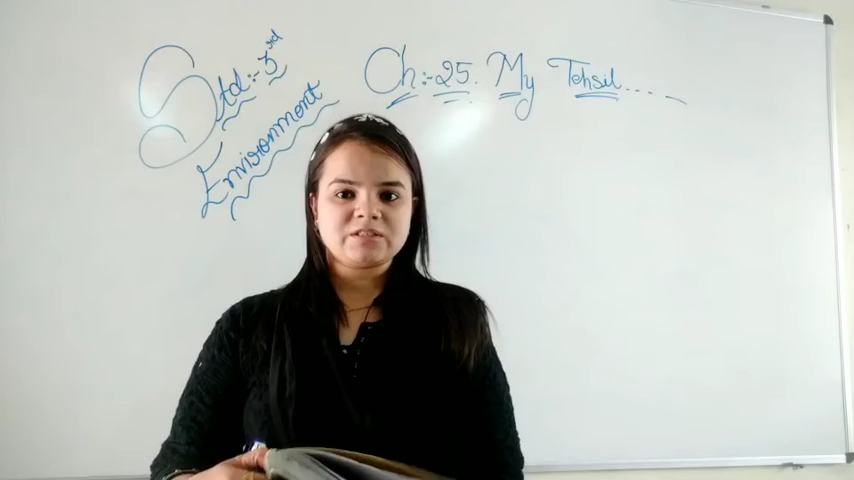 Std:- 3rd
Environment
Ch:- 25. My Tehsil....